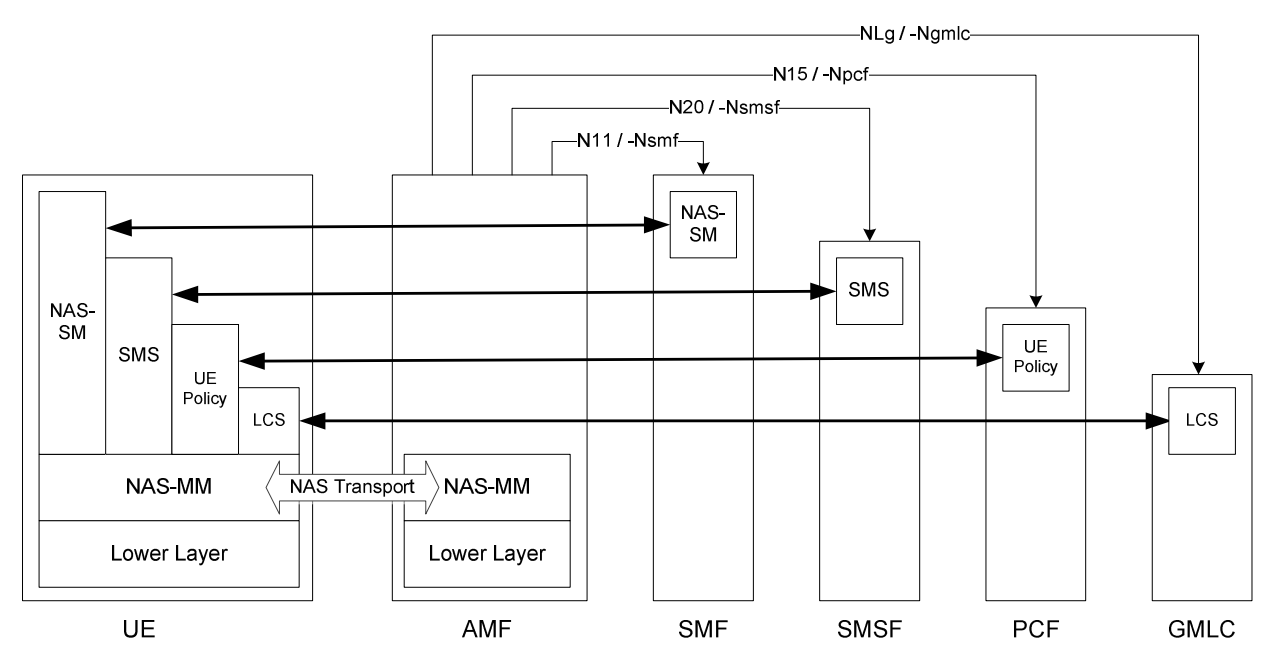 NLg / -Ngmlc
N15 / -Npcf
N20 / -Nsmsf
N11 / -Nsmf
NAS-
SM
SMS
UE
Policy
LCS
NAS-MM
Lower Layer
NAS Transport
NAS-MM
Lower Layer
NAS-
SM
SMS
UE
Policy
LCS
UE
AMF
SMF
SMSF
PCF
GMLC